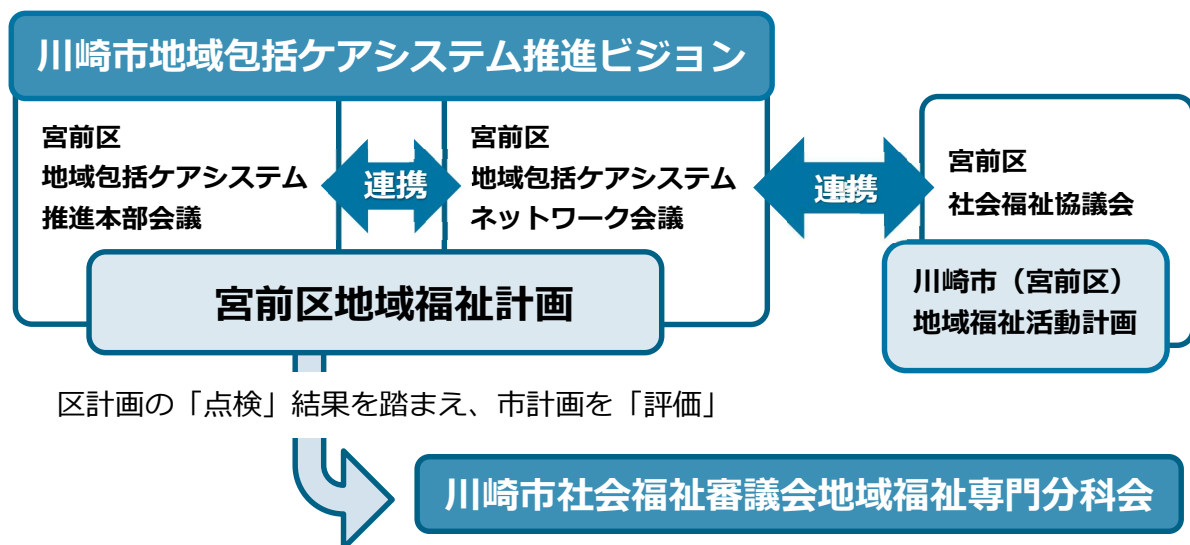 川崎市地域包括ケアシステム推進ビジョン
宮前区
地域包括ケアシステム
推進本部会議
連携
宮前区
地域包括ケアシステム
ネットワーク会議
連携
宮前区
社会福祉協議会
川崎市（宮前区）
地域福祉活動計画
宮前区地域福祉計画
区計画の「点検」結果を踏まえ、市計画を「評価」
川崎市社会福祉審議会地域福祉専門分科会